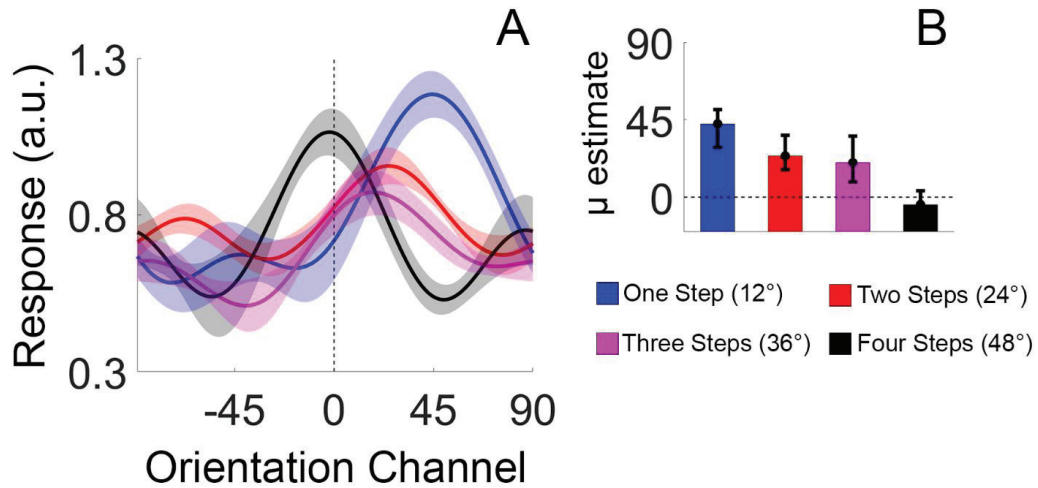 A
1.3
0.8
0.3
Response (a.u.)
-45 0 45 90
Orientation Channel
B
90
45
0
µ estimate
One Step (12°) Two Steps (24°)
Three Steps (36°) Four Steps (48°)